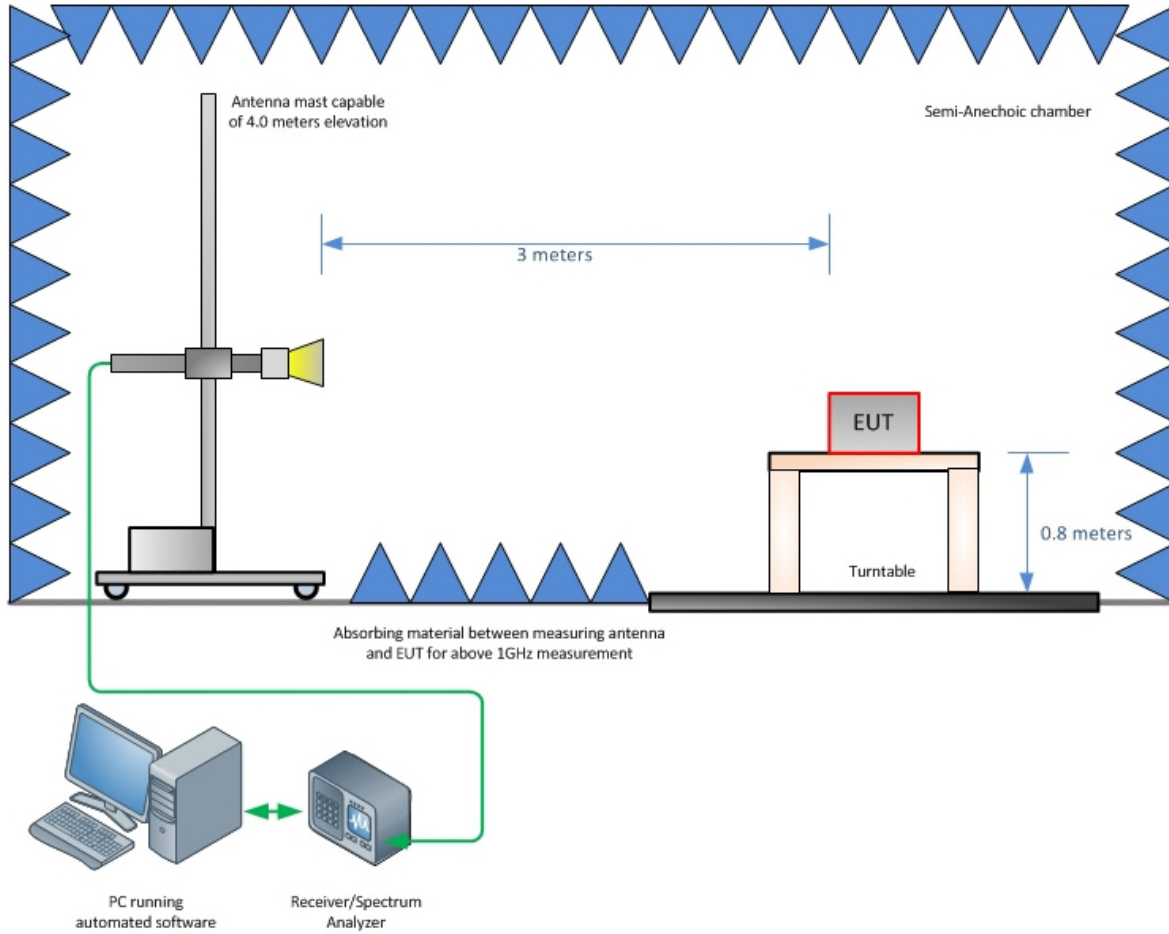 Antenna mast capable
of 4.0 meters elevation
Semi-Anechoic chamber
3 meters
EUT
0.8 meters
Turntable
Absorbing material between measuring antenna
and EUT for above 1GHz measurement
PC running
automated software
Receiver/Spectrum
Analyzer